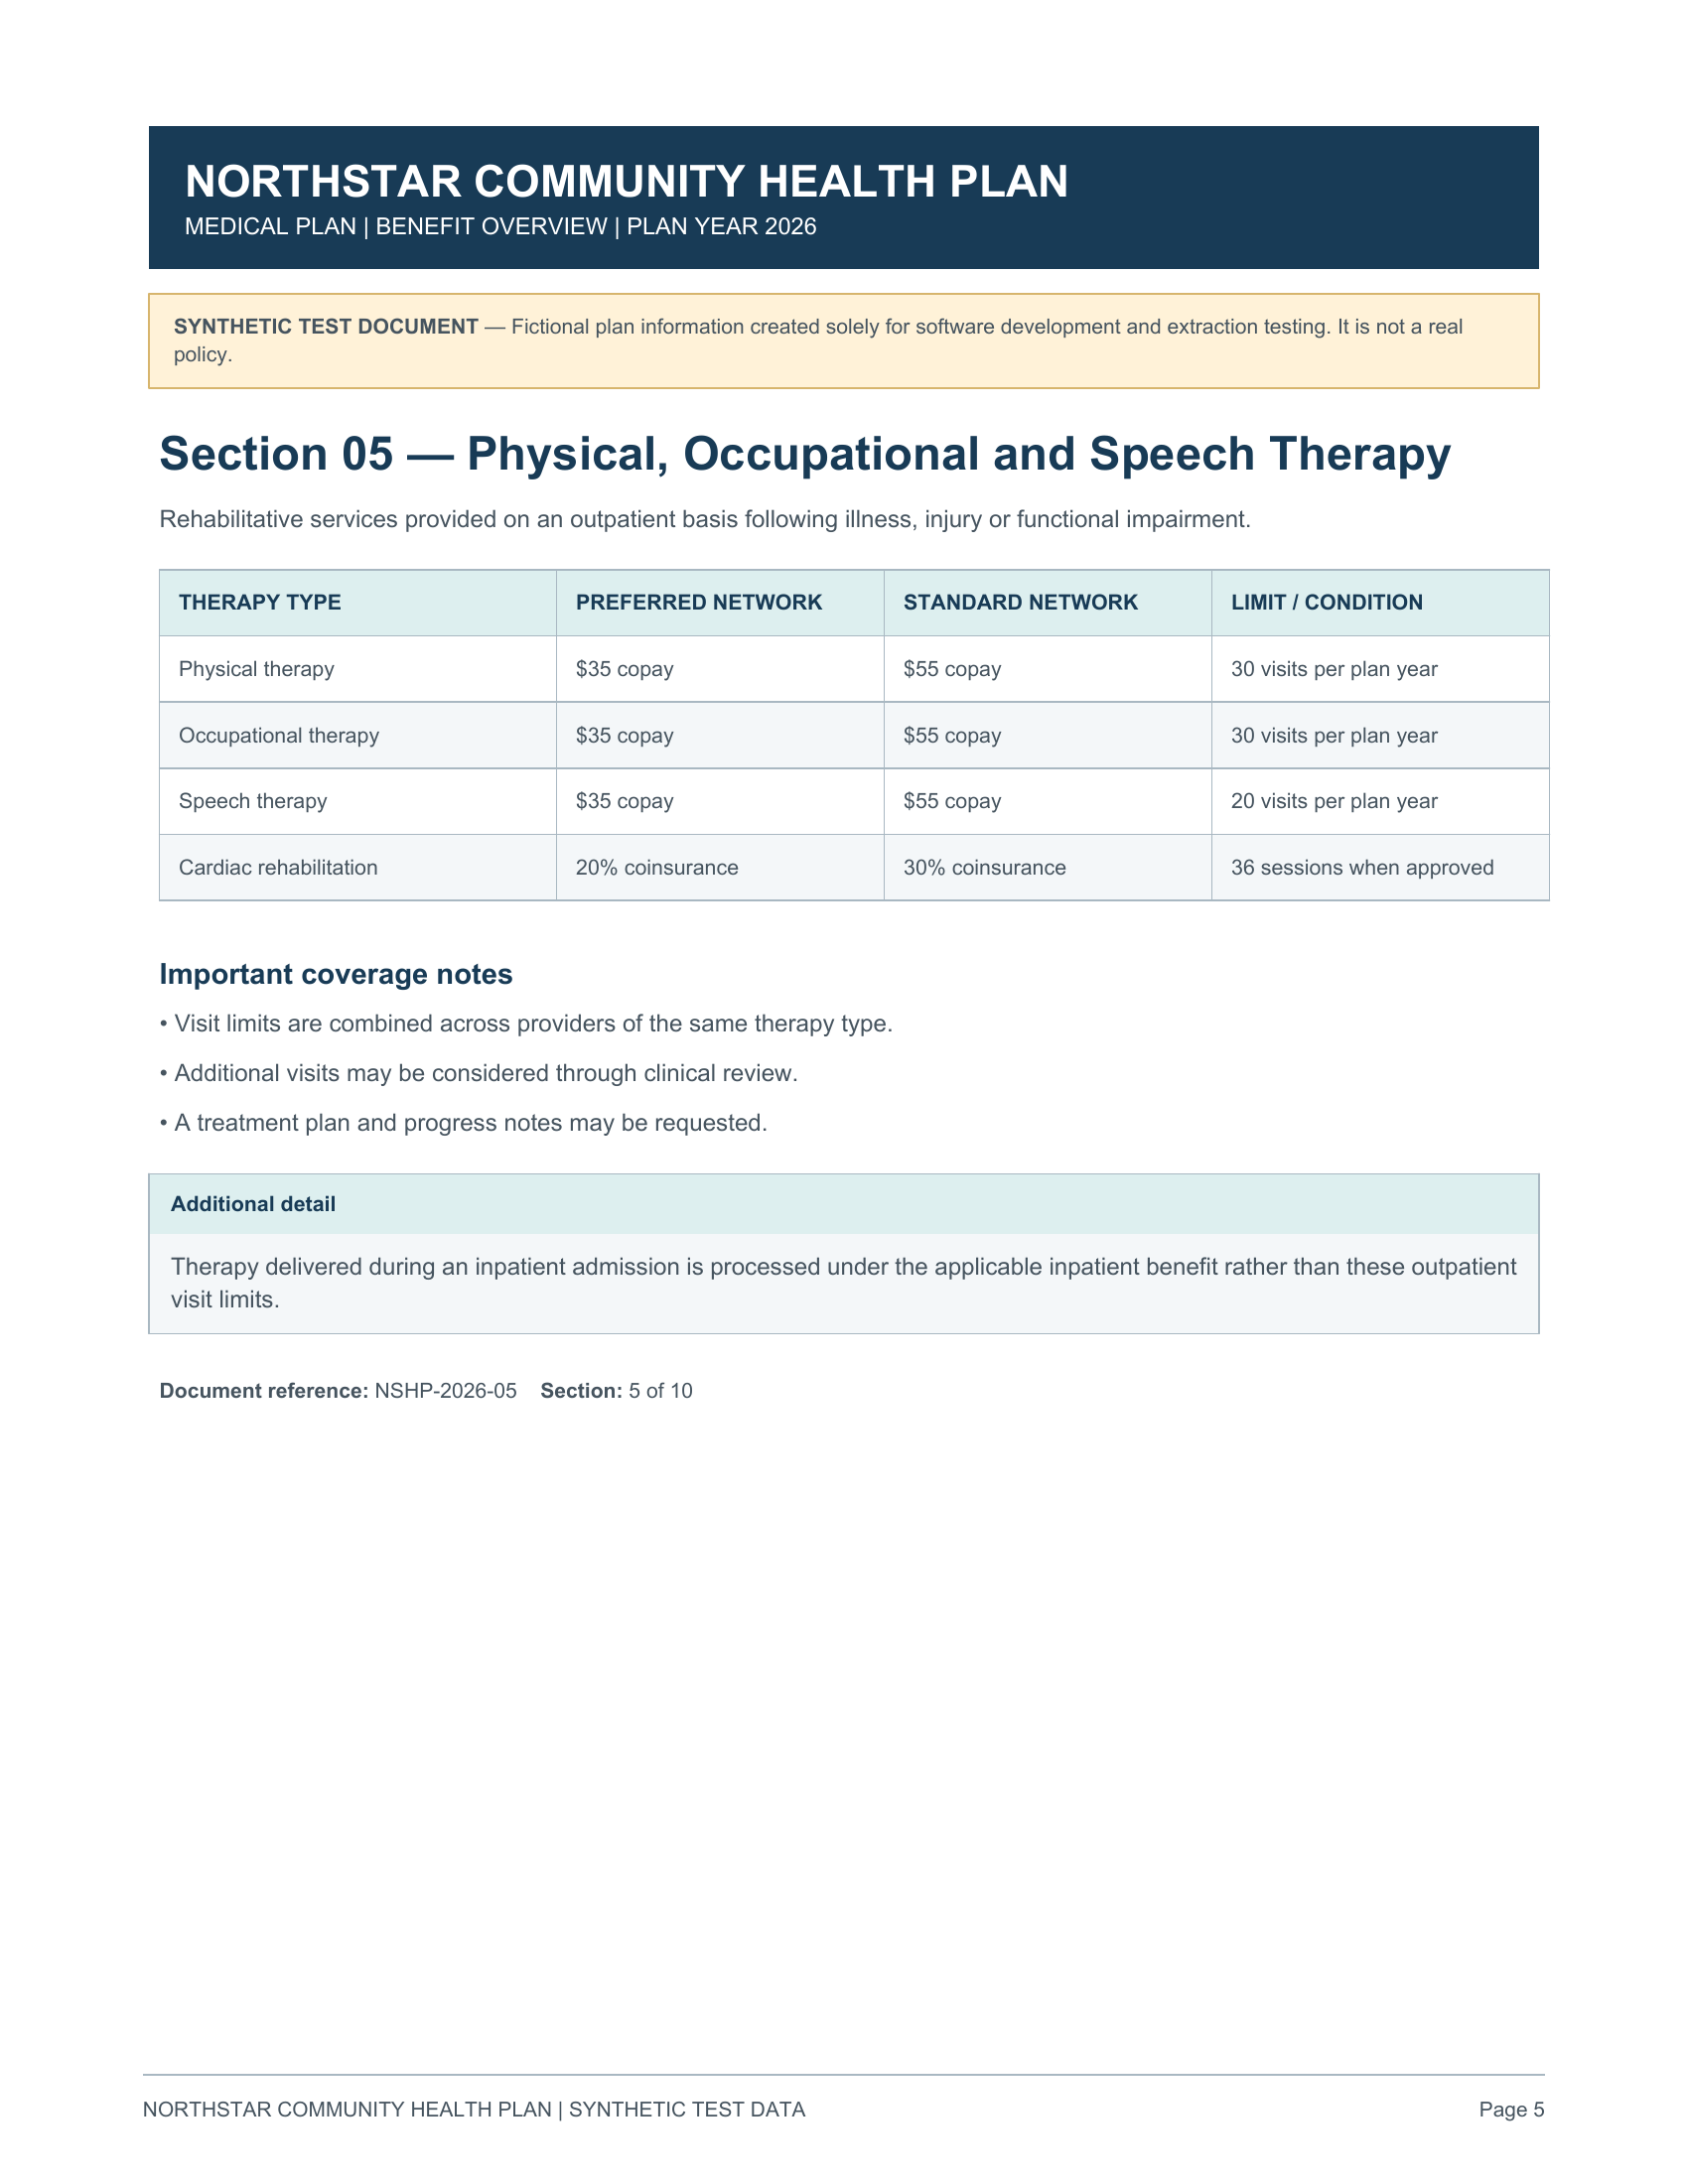 NORTHSTAR COMMUNITY HEALTH PLAN
MEDICAL PLAN | BENEFIT OVERVIEW | PLAN YEAR 2026
SYNTHETIC TEST DOCUMENT — Fictional plan information created solely for software development and extraction testing. It is not a real
policy.
Section 05 — Physical, Occupational and Speech Therapy
Rehabilitative services provided on an outpatient basis following illness, injury or functional impairment.
THERAPY TYPE PREFERRED NETWORK STANDARD NETWORK LIMIT / CONDITION
Physical therapy $35 copay $55 copay 30 visits per plan year
Occupational therapy $35 copay $55 copay 30 visits per plan year
Speech therapy $35 copay $55 copay 20 visits per plan year
Cardiac rehabilitation 20% coinsurance 30% coinsurance 36 sessions when approved
Important coverage notes
• Visit limits are combined across providers of the same therapy type.
• Additional visits may be considered through clinical review.
• A treatment plan and progress notes may be requested.
Additional detail
Therapy delivered during an inpatient admission is processed under the applicable inpatient benefit rather than these outpatient
visit limits.
Document reference: NSHP-2026-05 Section: 5 of 10
NORTHSTAR COMMUNITY HEALTH PLAN | SYNTHETIC TEST DATA Page 5